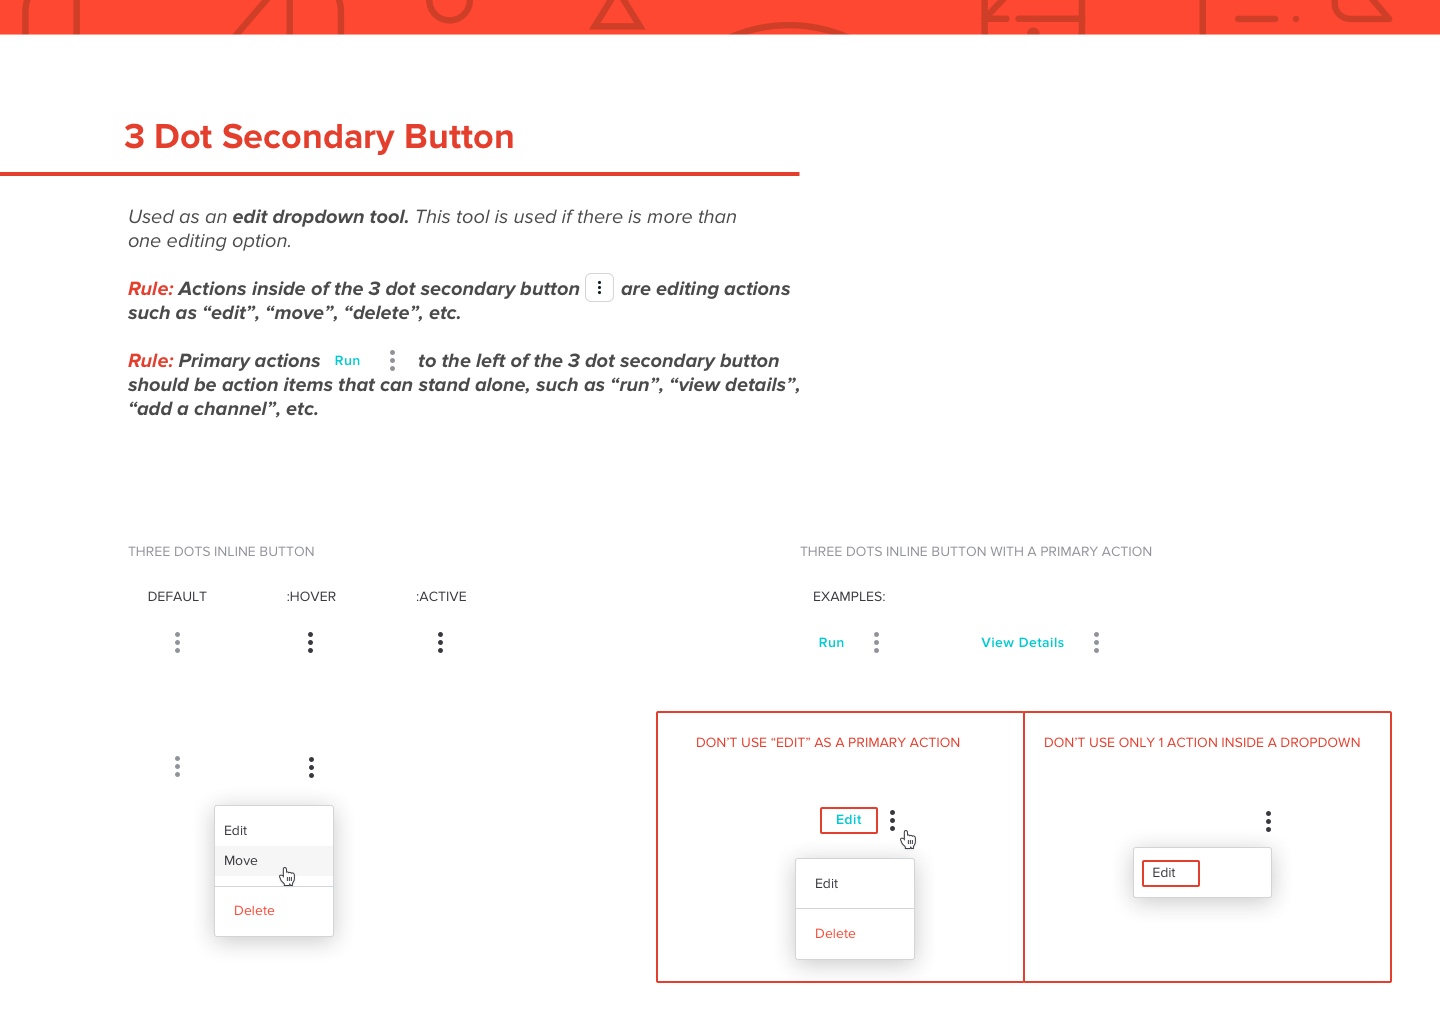 3 Dot Secondary Button
Used as an edit dropdown tool. This tool is used if there is more than
one editing option.
Rule: Actions inside of the 3 dot secondary button are editing actions
such as “edit”, “move”, “delete”, etc.
Rule: Primary actions Run to the left of the 3 dot secondary button
should be action items that can stand alone, such as “run”, “view details”,
“add a channel”, etc.
THREE DOTS INLINE BUTTON
DEFAULT :HOVER :ACTIVE
Edit
Move
Delete
THREE DOTS INLINE BUTTON WITH A PRIMARY ACTION
EXAMPLES:
Run View Details
DON’T USE “EDIT” AS A PRIMARY ACTION
Edit
Edit
Delete
DON’T USE ONLY 1 ACTION INSIDE A DROPDOWN
Edit